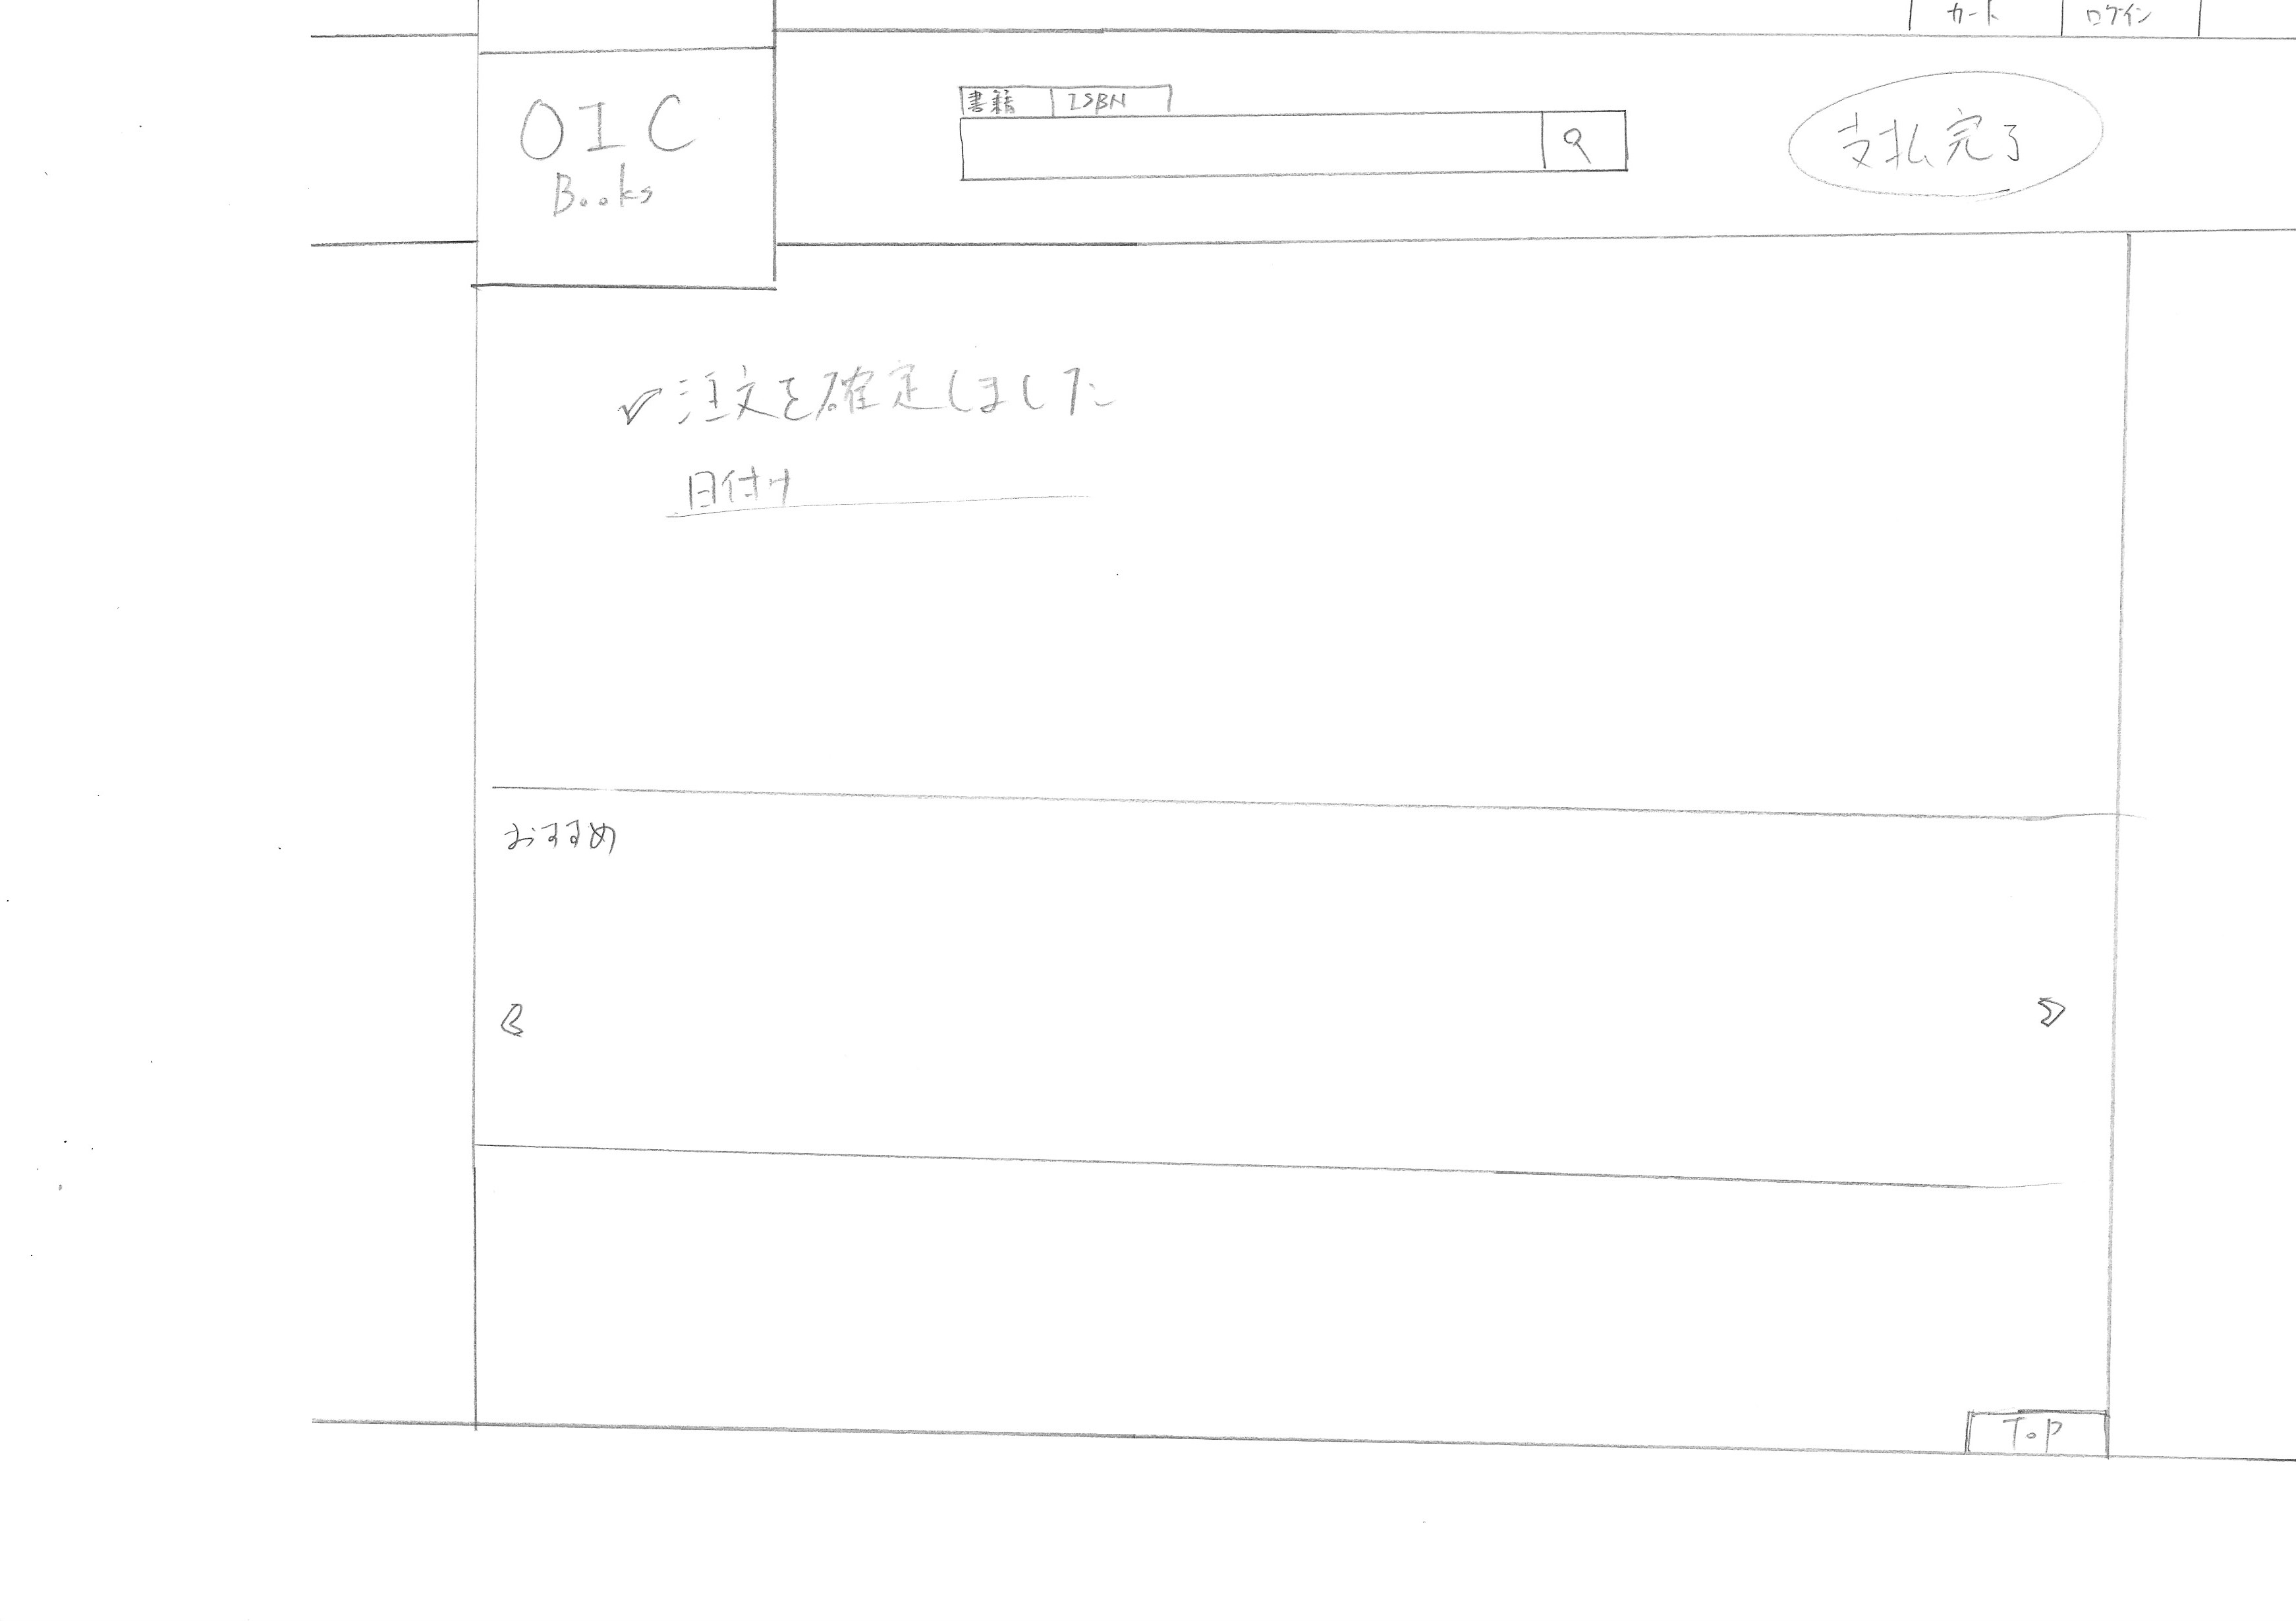 カート ログイン
OIC
Books
書籍 ISBN
支払完了
注文を確定しました
日付け
おすすめ
TOP